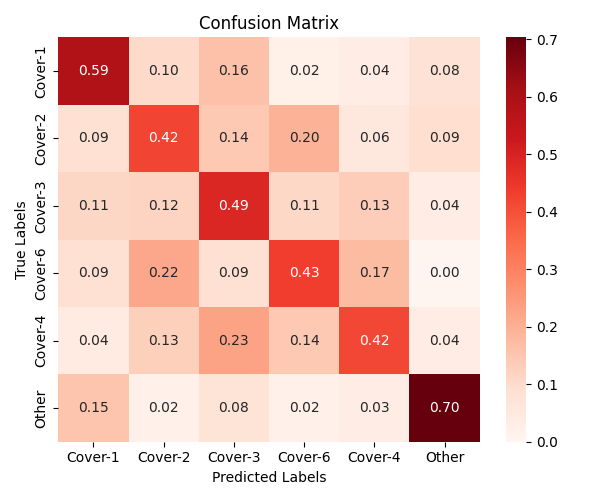 Confusion Matrix
True Labels
Cover-1 0.59 0.10 0.16 0.02 0.04 0.08
Cover-2 0.09 0.42 0.14 0.20 0.06 0.09
Cover-3 0.11 0.12 0.49 0.11 0.13 0.04
Cover-6 0.09 0.22 0.09 0.43 0.17 0.00
Cover-4 0.04 0.13 0.23 0.14 0.42 0.04
Other 0.15 0.02 0.08 0.02 0.03 0.70
Cover-1 Cover-2 Cover-3 Cover-6 Cover-4 Other
Predicted Labels
0.7
0.6
0.5
0.4
0.3
0.2
0.1
0.0